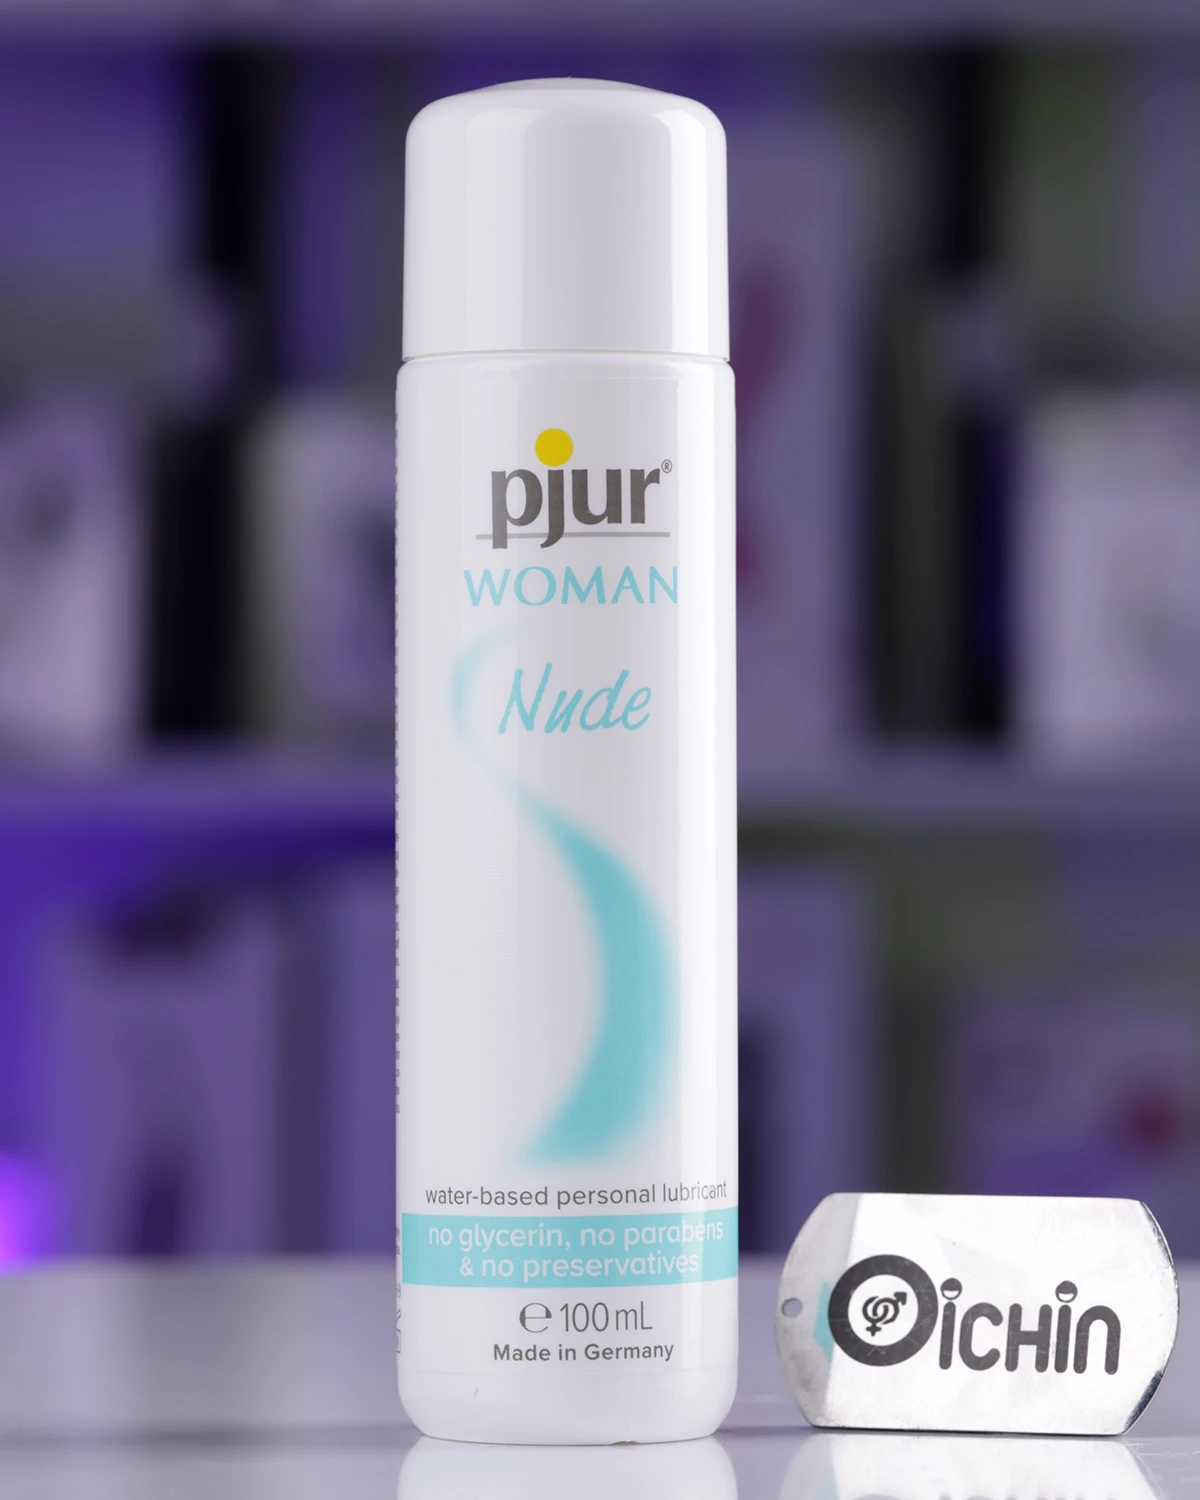 pjur®
WOMAN
Nude
water-based personal lubricant
no glycerin, no parabens
& no preservatives
℮ 100 mL
Made in Germany
Oichin